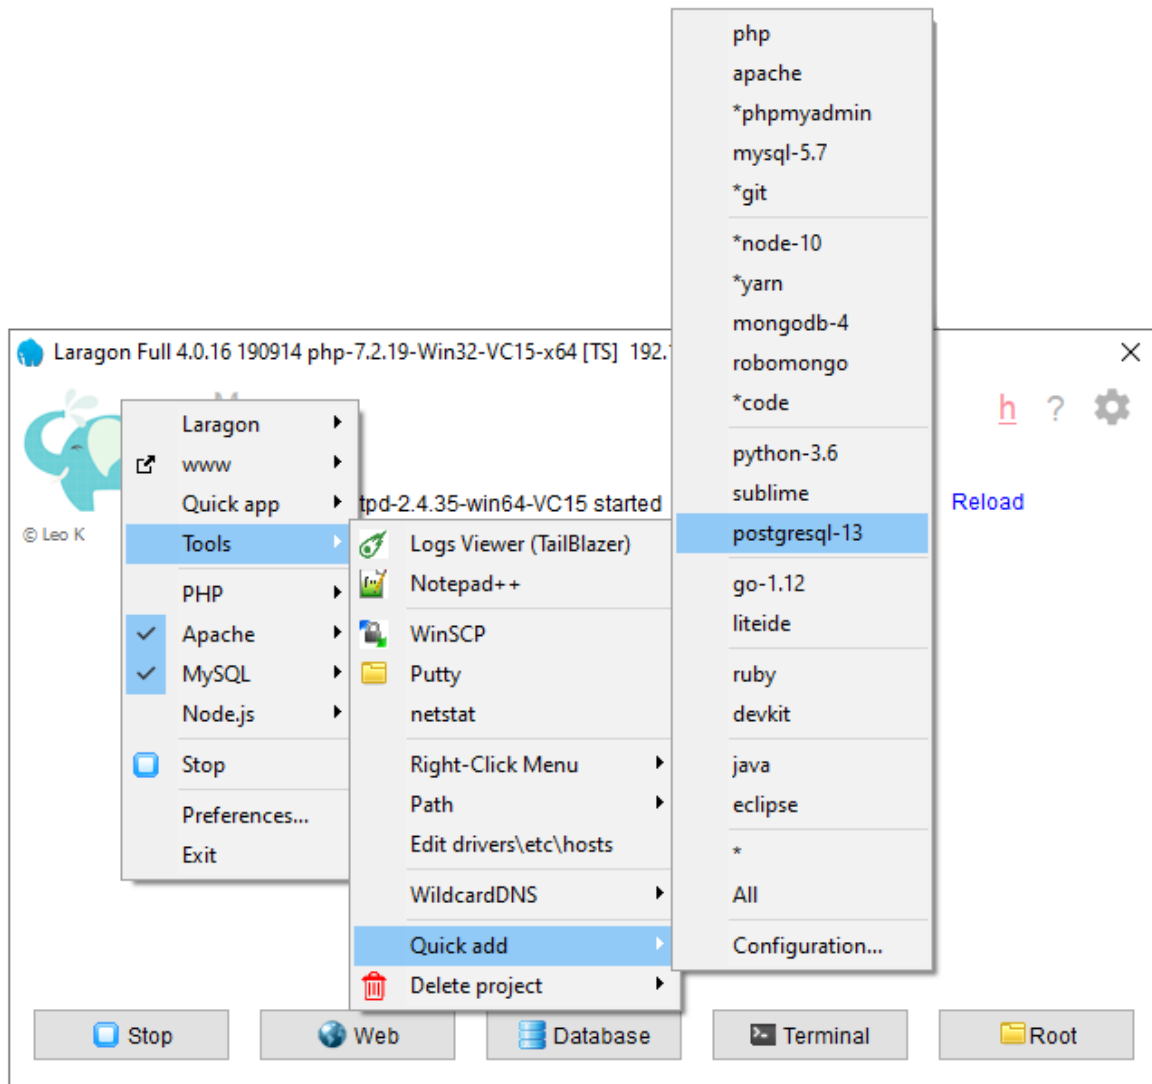 php
apache
*phpmyadmin
mysql-5.7
*git
*node-10
*yarn
mongodb-4
robomongo
*code
python-3.6
sublime
postgresql-13
go-1.12
liteide
ruby
devkit
java
eclipse
*
All
Configuration...
Laragon Full 4.0.16 190914 php-7.2.19-Win32-VC15-x64 [TS] 192.
h ?
© Leo K
tpd-2.4.35-win64-VC15 started
Reload
Laragon
www
Quick app
Tools
PHP
Apache
MySQL
Node.js
Stop
Preferences...
Exit
Logs Viewer (TailBlazer)
Notepad++
WinSCP
Putty
netstat
Right-Click Menu
Path
Edit drivers\etc\hosts
WildcardDNS
Quick add
Delete project
Stop
Web
Database
Terminal
Root